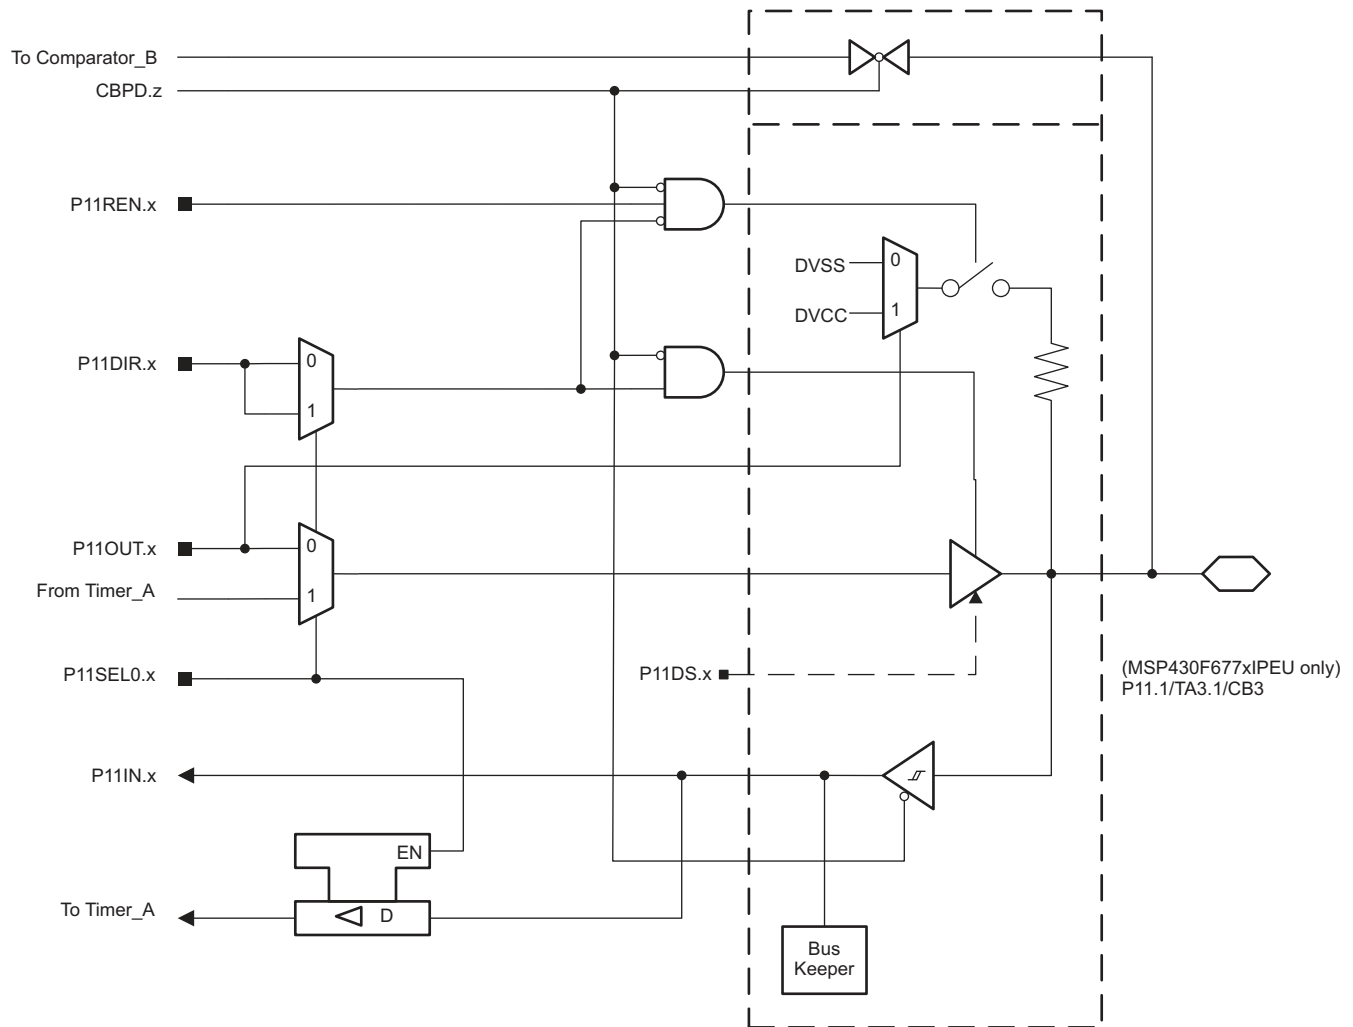 To Comparator_B
CBPD.z
P11REN.x
DVSS
0
DVCC
1
P11DIR.x
0
1
P11OUT.x
0
From Timer_A
1
P11SEL0.x
P11DS.x
(MSP430F677xIPEU only)
P11.1/TA3.1/CB3
P11IN.x
EN
To Timer_A
D
Bus
Keeper